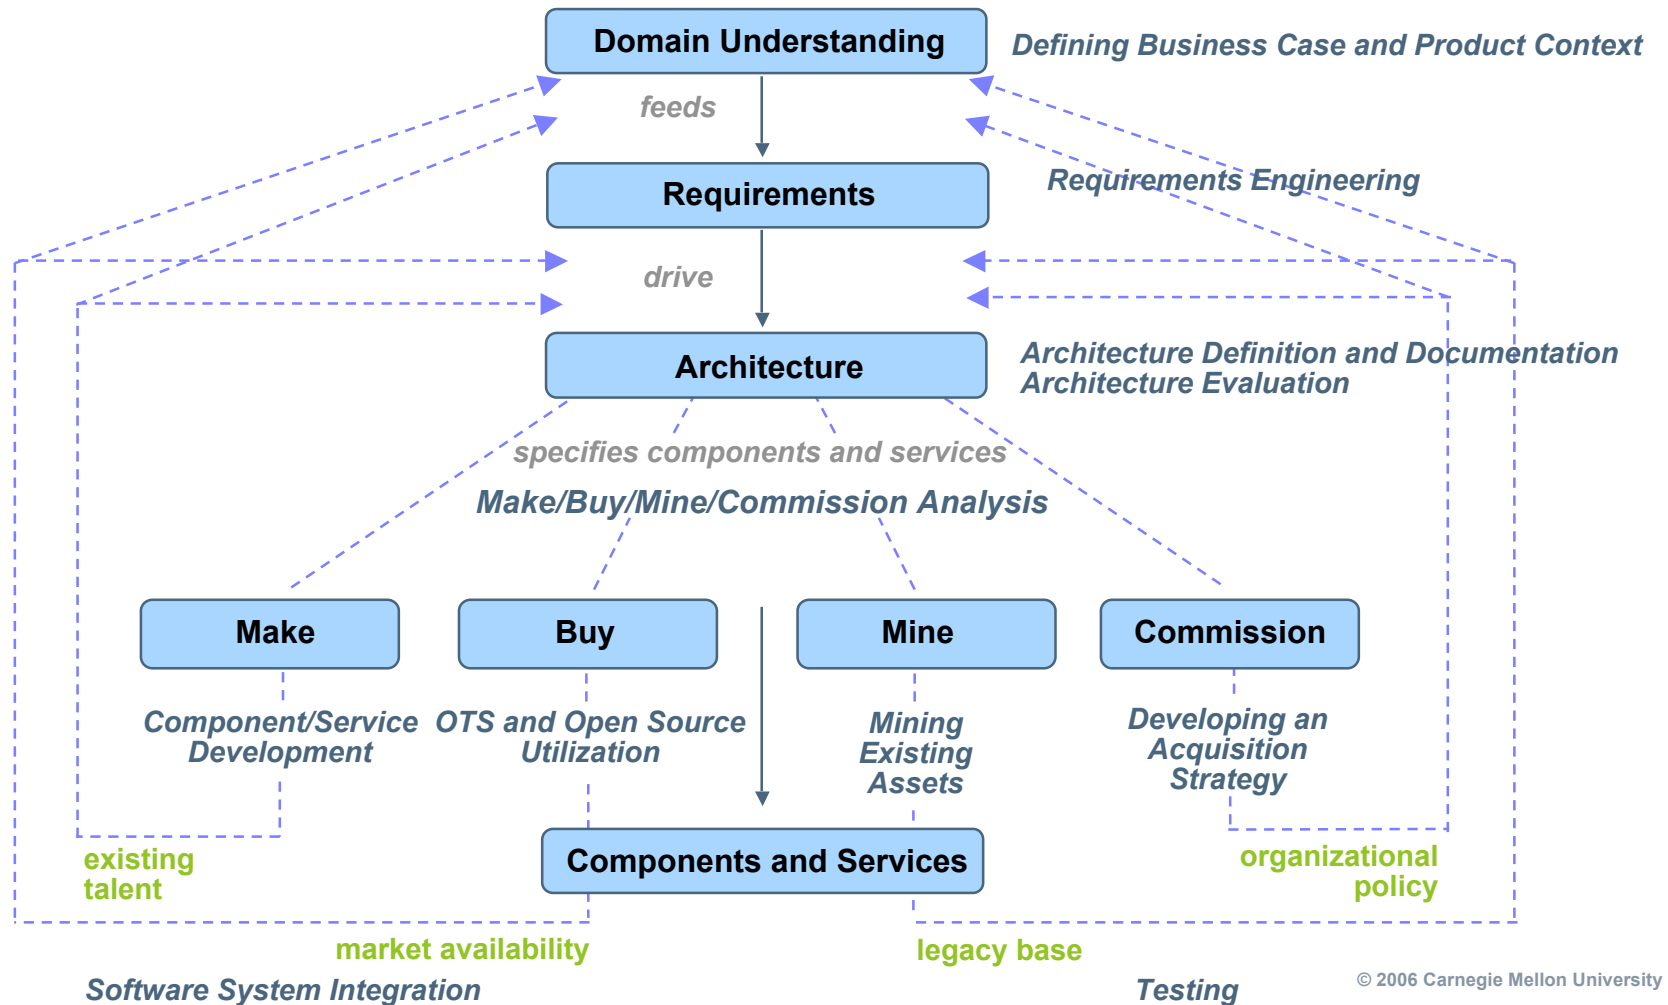 Domain Understanding
Defining Business Case and Product Context
feeds
Requirements
Requirements Engineering
drive
Architecture
Architecture Definition and Documentation
Architecture Evaluation
specifies components and services
Make/Buy/Mine/Commission Analysis
Make
Buy
Mine
Commission
Component/Service
Development
OTS and Open Source
Utilization
Mining
Existing
Assets
Developing an
Acquisition
Strategy
existing
talent
Components and Services
organizational
policy
market availability
legacy base
Software System Integration
Testing
© 2006 Carnegie Mellon University